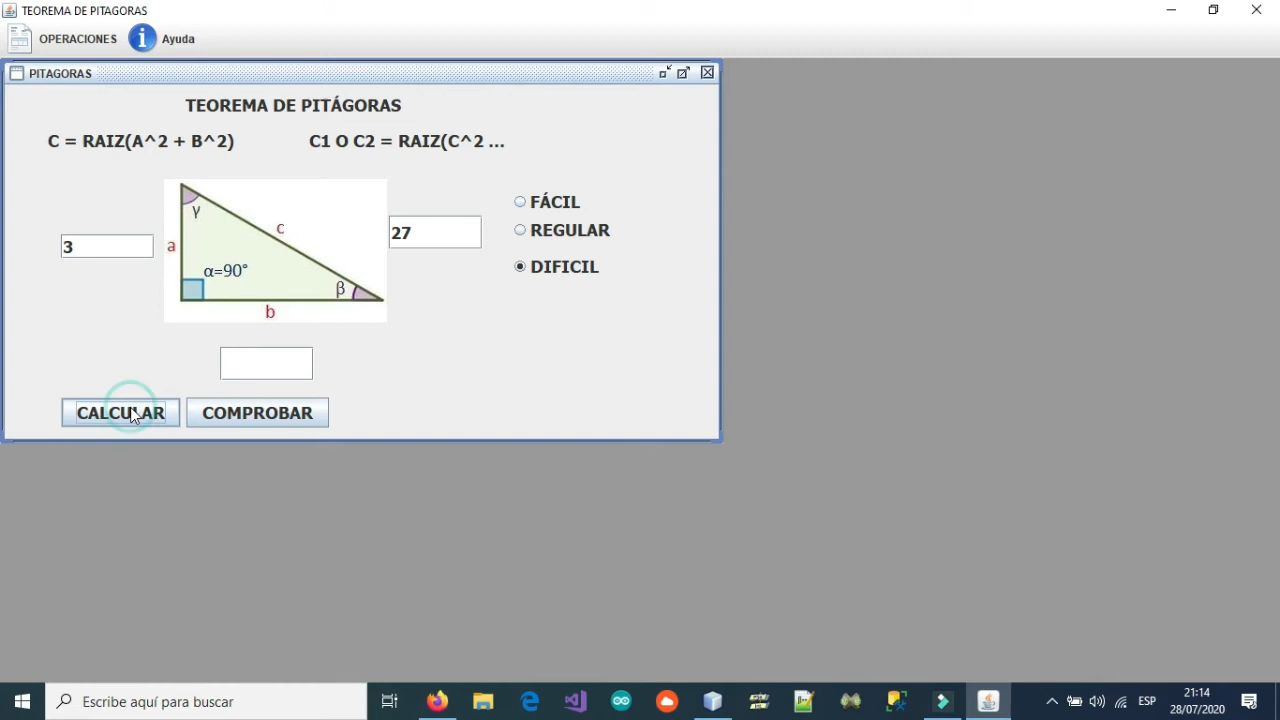 TEOREMA DE PITAGORAS
OPERACIONES
Ayuda
PITAGORAS
TEOREMA DE PITÁGORAS
C = RAIZ(A^2 + B^2)
C1 O C2 = RAIZ(C^2 ...
γ
c
a
α=90°
β
b
3
27
FÁCIL
REGULAR
DIFICIL
CALCULAR
COMPROBAR
Escribe aquí para buscar
ESP
21:14
28/07/2020